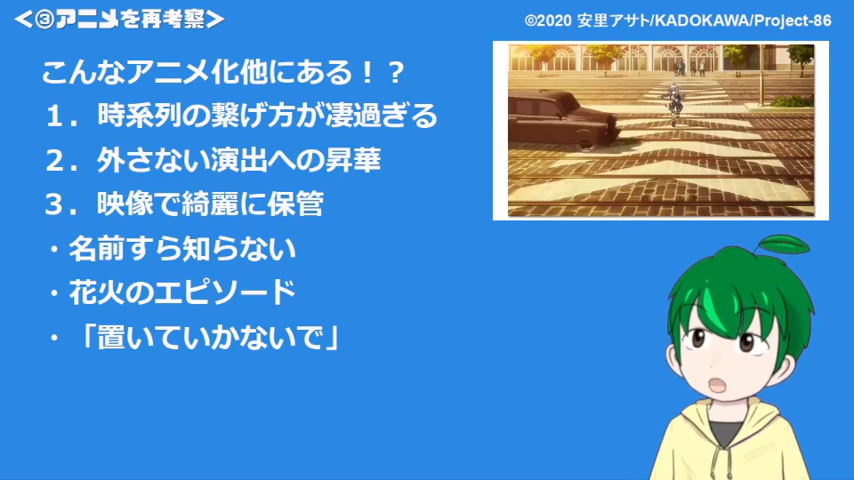 ＜③アニメを再考察＞
©2020 安里アサト/KADOKAWA/Project-86
こんなアニメ化他にある！？
１．時系列の繋げ方が凄過ぎる
２．外さない演出への昇華
３．映像で綺麗に保管
・名前すら知らない
・花火のエピソード
・「置いていかないで」